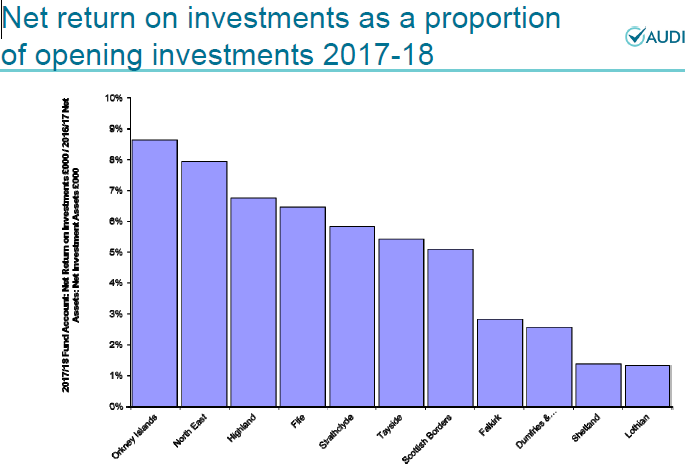 Net return on investments as a proportion
of opening investments 2017-18
AUDI
2017/18 Fund Account: Net Return on Investments £000 / 2016/17 Net
Assets: Net Investment Assets £000
10%
9%
8%
7%
6%
5%
4%
3%
2%
1%
0%
Orkney Islands
North East
Highland
Fife
Strathclyde
Tayside
Scottish Borders
Falkirk
Dumfries &...
Shetland
Lothian